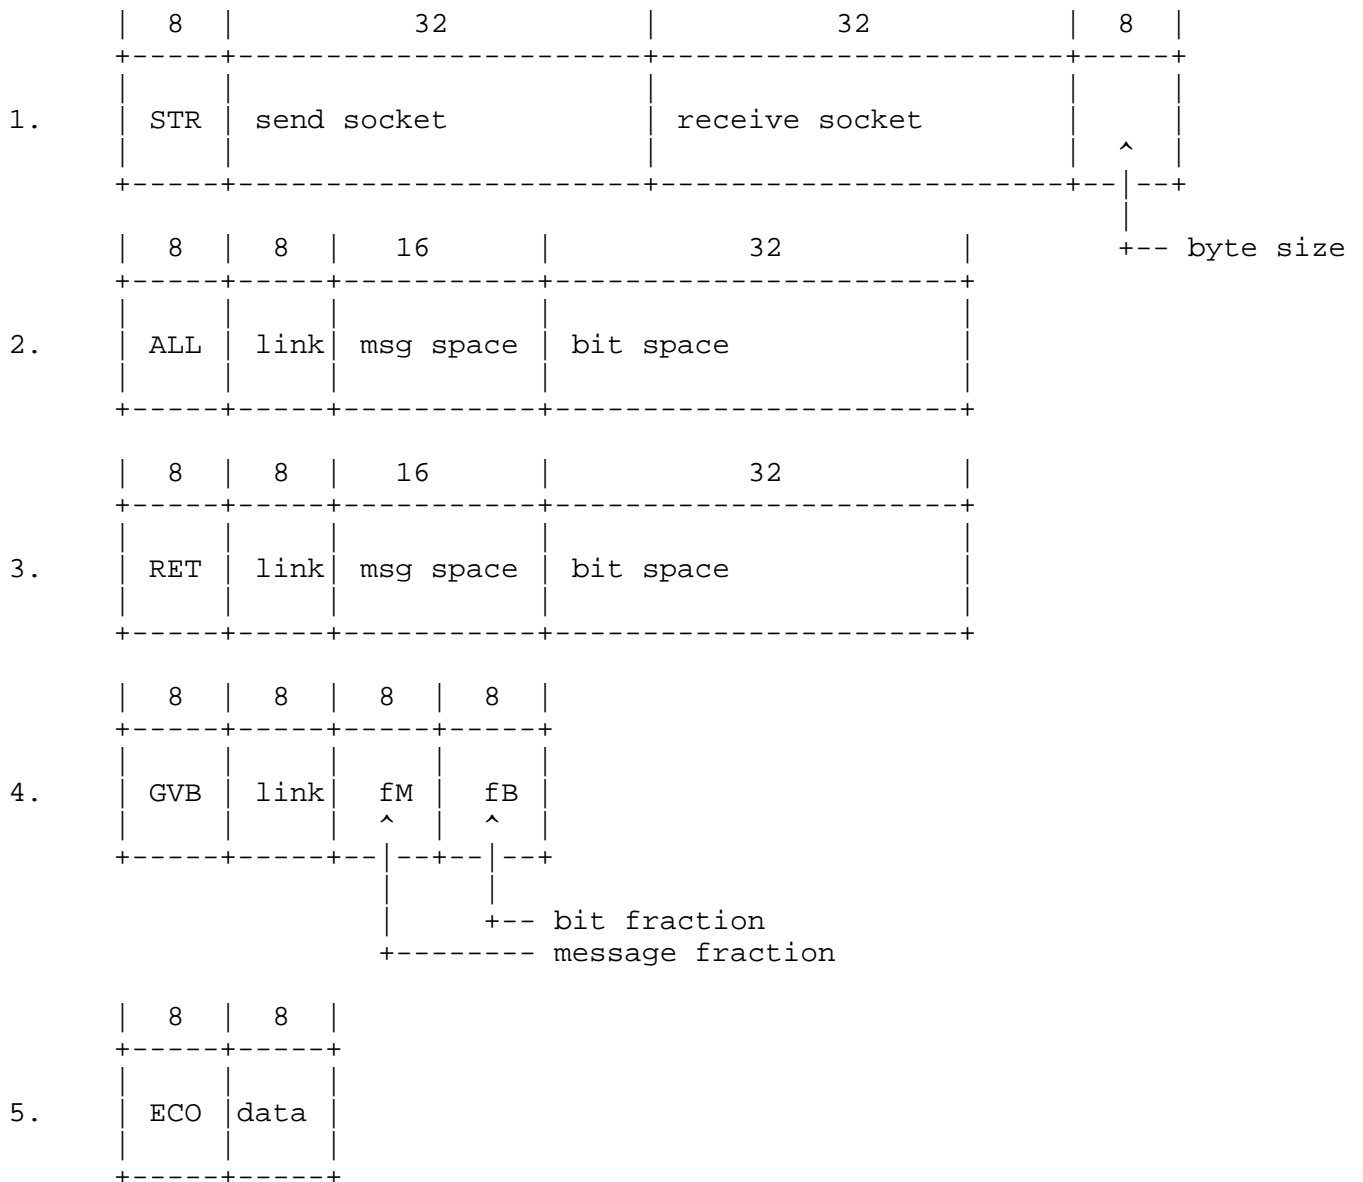 8 32 32 8
1. STR send socket receive socket
8 8 16 32 byte size
2. ALL link msg space bit space
8 8 16 32
3. RET link msg space bit space
8 8 8 8
4. GVB link fM fB
bit fraction
message fraction
8 8
5. ECO data